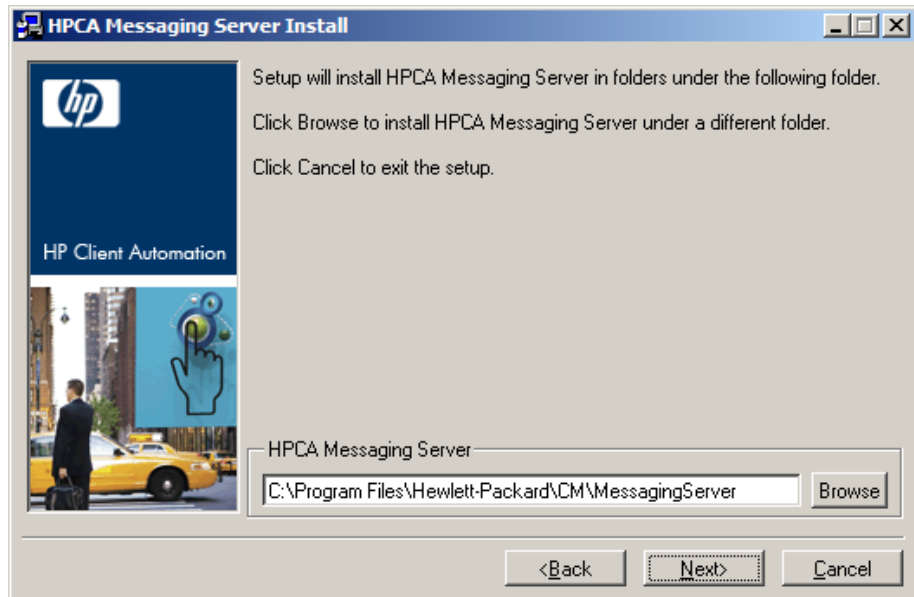 HPCA Messaging Server Install
hp
Setup will install HPCA Messaging Server in folders under the following folder.
Click Browse to install HPCA Messaging Server under a different folder.
Click Cancel to exit the setup.
HP Client Automation
HPCA Messaging Server
C:\Program Files\Hewlett-Packard\CM\MessagingServer
Browse
<Back
Next>
Cancel